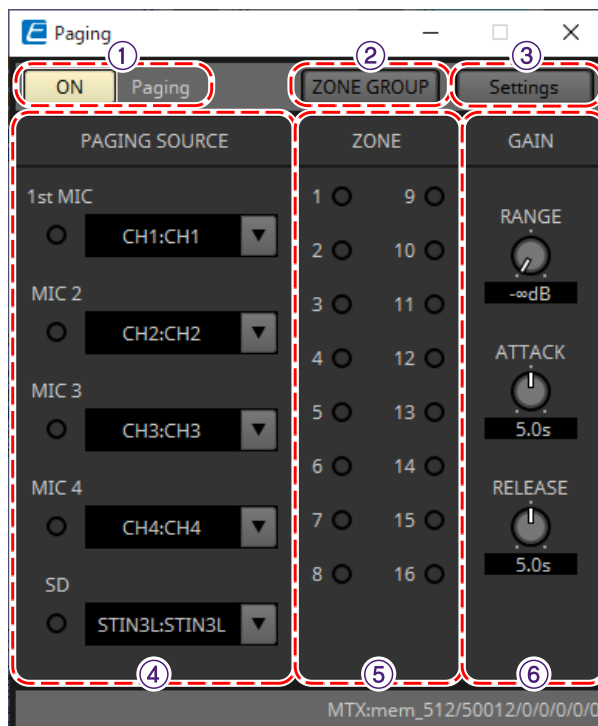 Paging
① ② ③
ON Paging ZONE GROUP Settings
PAGING SOURCE
1st MIC
CH1:CH1
MIC 2
CH2:CH2
MIC 3
CH3:CH3
MIC 4
CH4:CH4
SD
STIN3L:STIN3L
④
ZONE
1 9
2 10
3 11
4 12
5 13
6 14
7 15
8 16
⑤
GAIN
RANGE
-∞dB
ATTACK
5.0s
RELEASE
5.0s
⑥
MTX:mem_512/50012/0/0/0/0/0